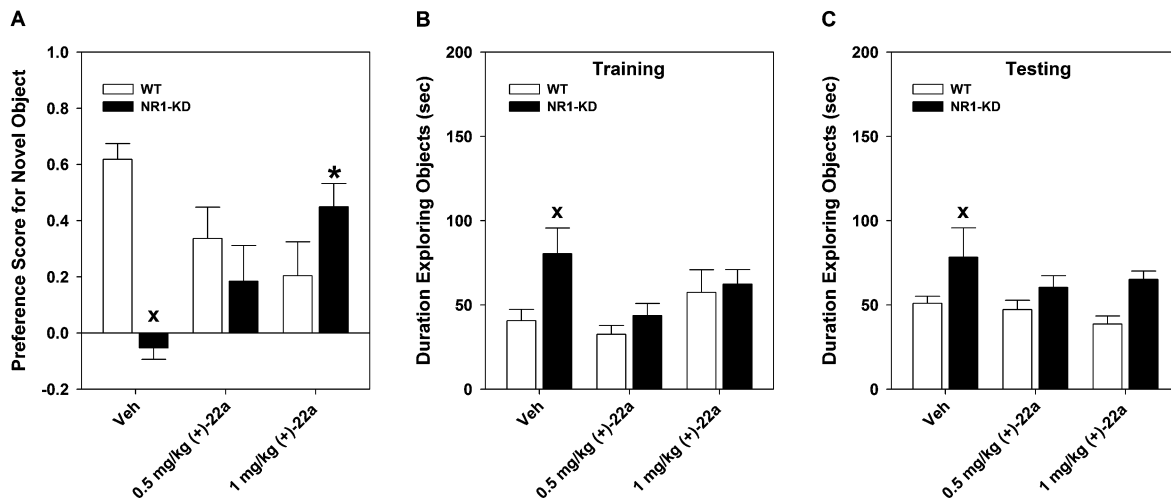 A
Preference Score for Novel Object
1.0
0.8
0.6
0.4
0.2
0.0
-0.2
WT
NR1-KD
x
*
Veh
0.5 mg/kg (+)-22a
1 mg/kg (+)-22a
B
Duration Exploring Objects (sec)
200
150
100
50
0
Training
WT
NR1-KD
x
Veh
0.5 mg/kg (+)-22a
1 mg/kg (+)-22a
C
Duration Exploring Objects (sec)
200
150
100
50
0
Testing
WT
NR1-KD
x
Veh
0.5 mg/kg (+)-22a
1 mg/kg (+)-22a